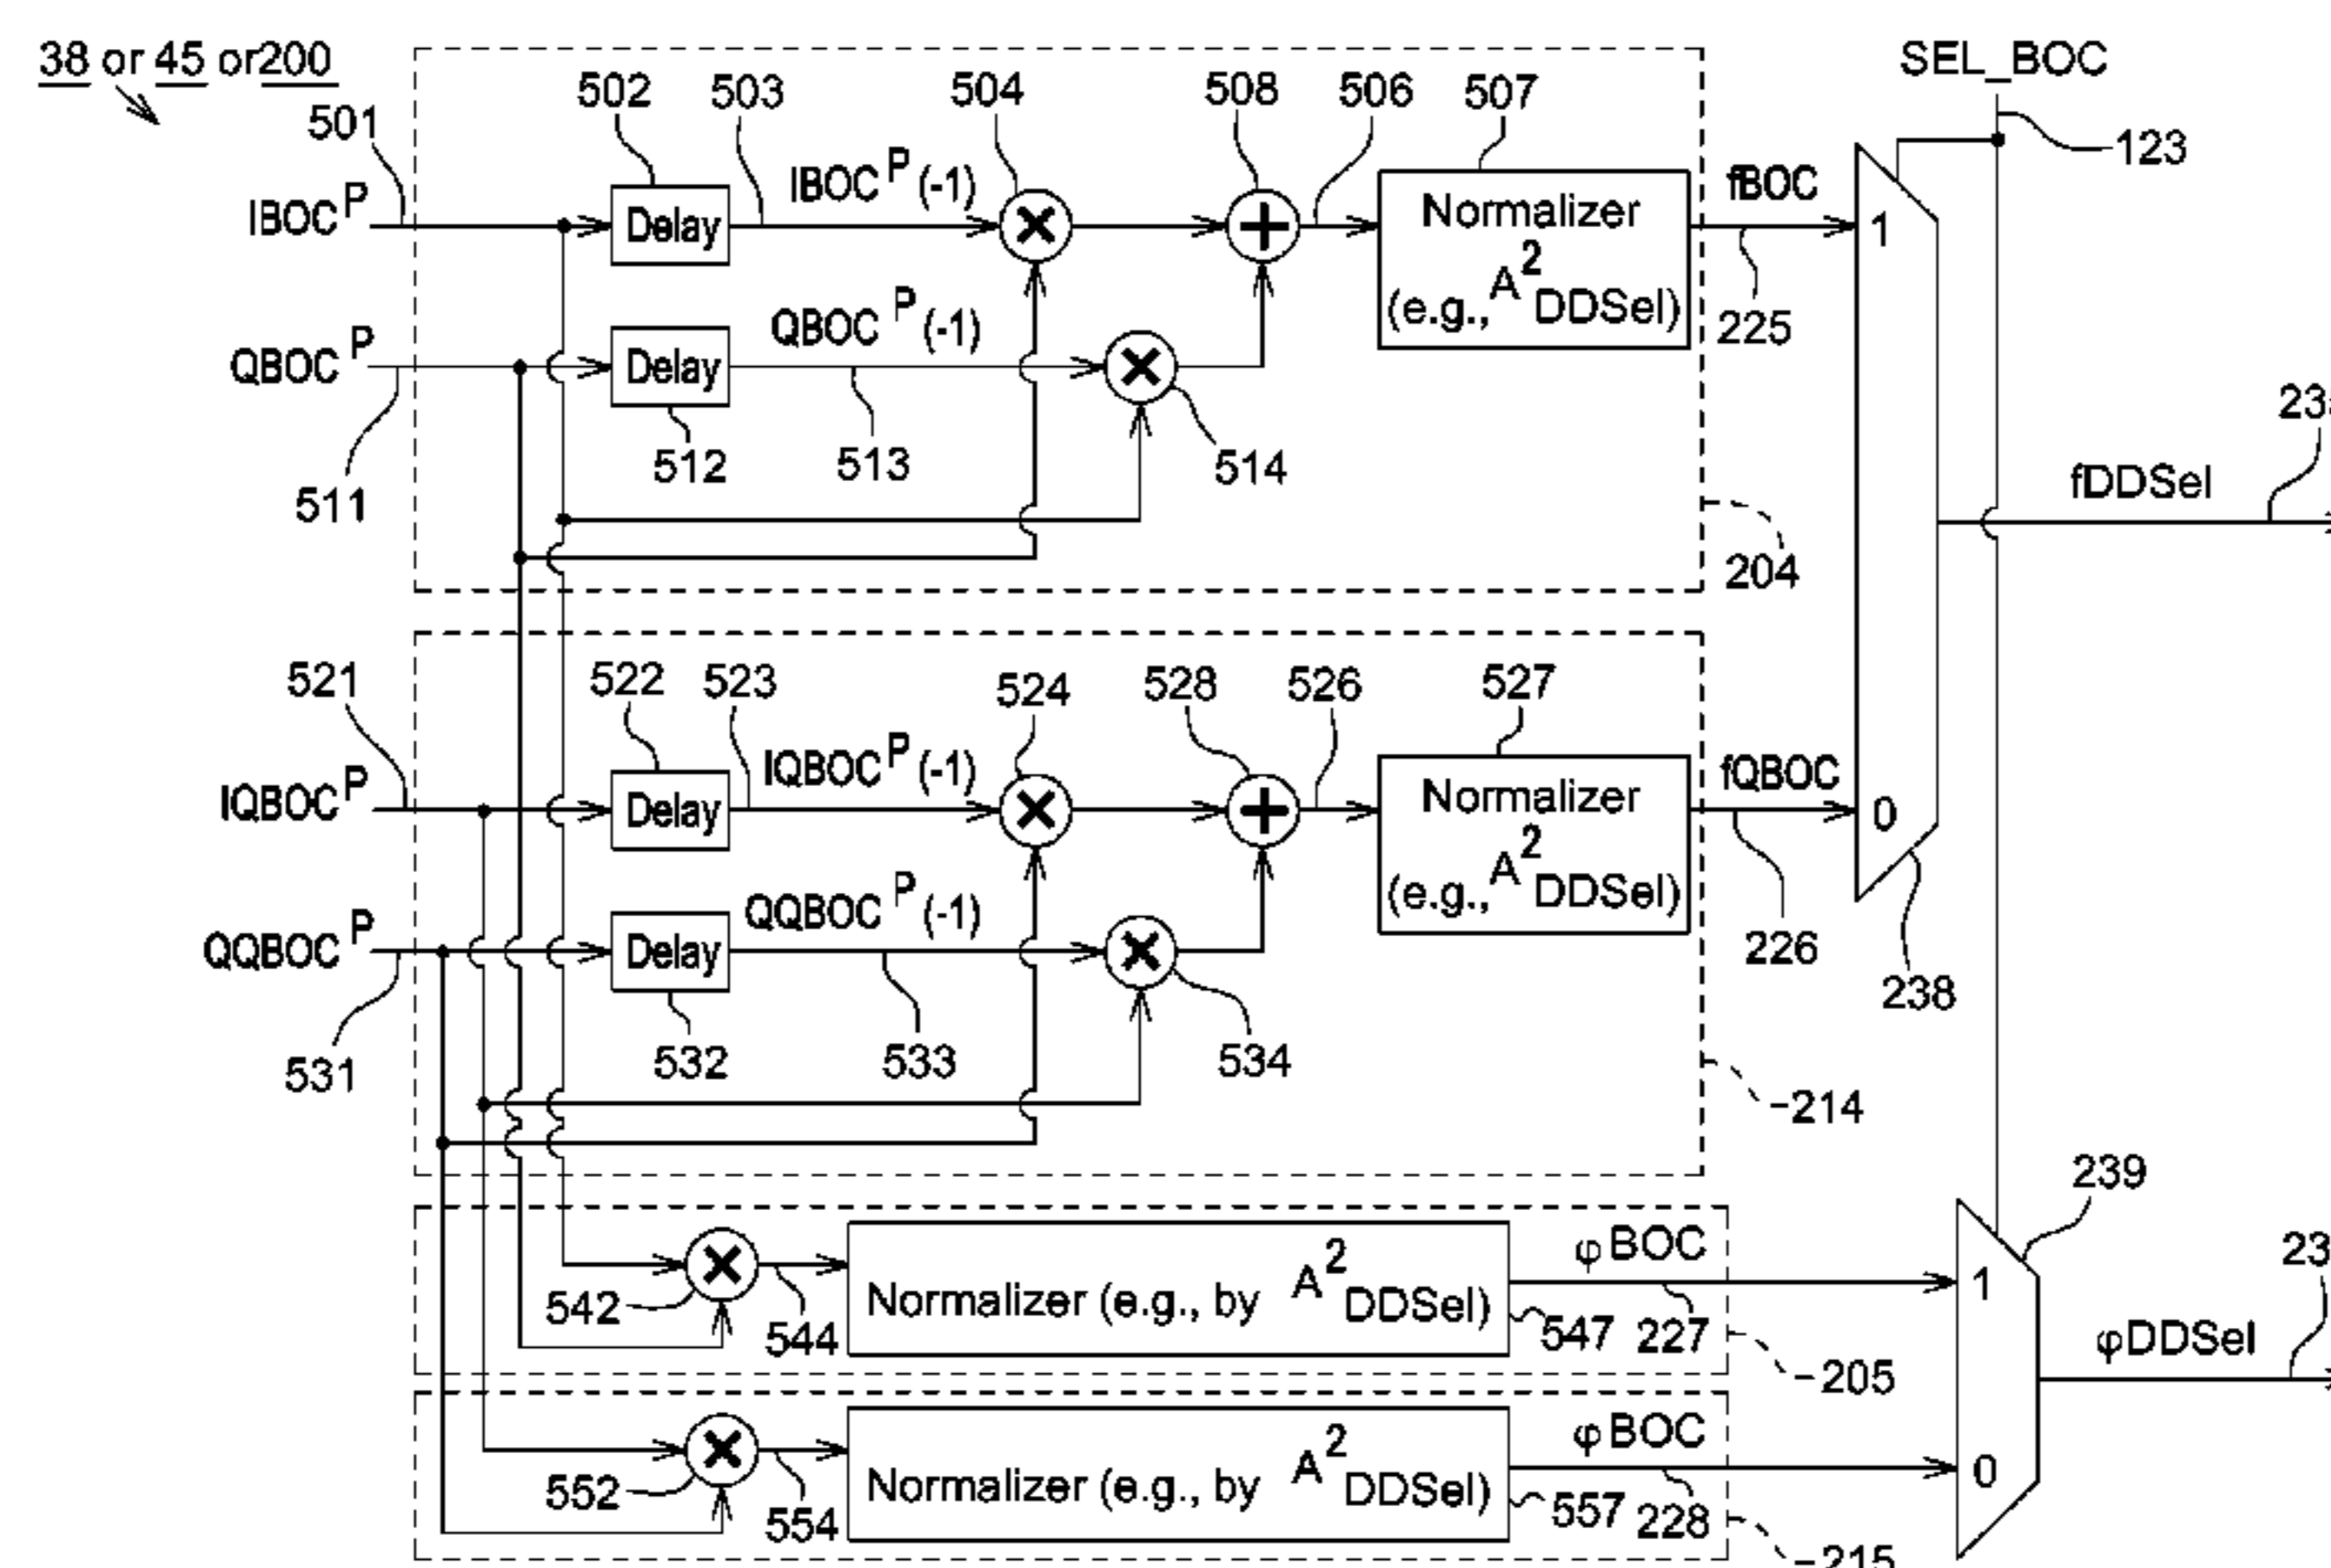 38 or 45 or 200
SEL_BOC
123
501
502
503
504
508
506
507
IBOC P
Delay
IBOC P (-1)
Normalizer
(e.g., A 2 DDSel)
fBOC
225
1
QBOC P
511
Delay
512
QBOC P (-1)
513
514
204
fDDSel
521
522
523
524
528
526
527
IQBOC P
Delay
IQBOC P (-1)
Normalizer
(e.g., A 2 DDSel)
fQBOC
226
0
238
QQBOC P
531
Delay
532
QQBOC P (-1)
533
534
214
239
542
544
Normalizer (e.g., by A 2 DDSel)
547
φBOC
227
1
205
φDDSel
552
554
Normalizer (e.g., by A 2 DDSel)
557
φBOC
228
0
215